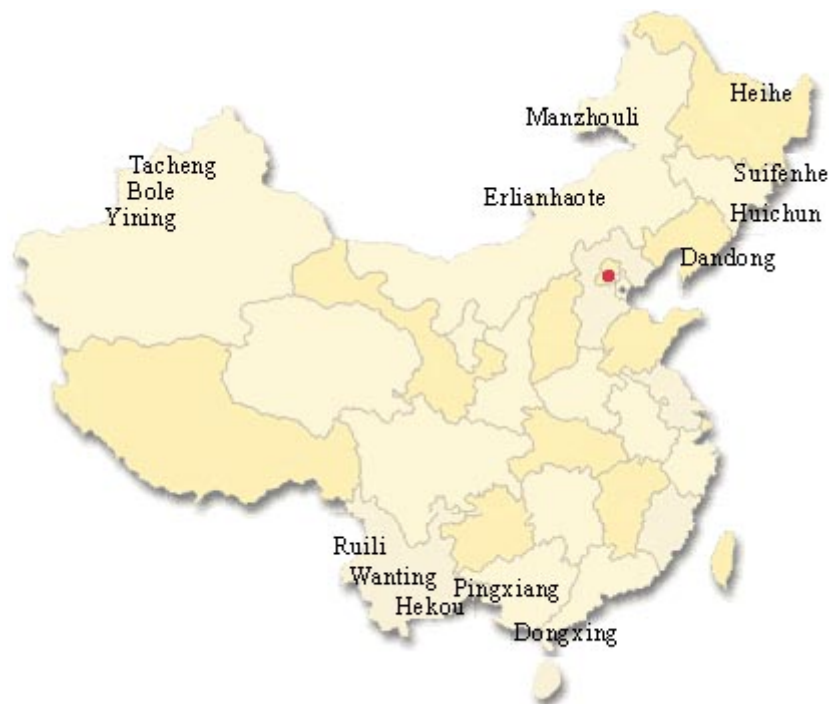 Heihe
Manzhouli
Tacheng
Suifenhe
Bole
Erlianhaote
Yining
Huichun
Dandong
Ruili
Wanting
Pingxiang
Hekou
Dongxing